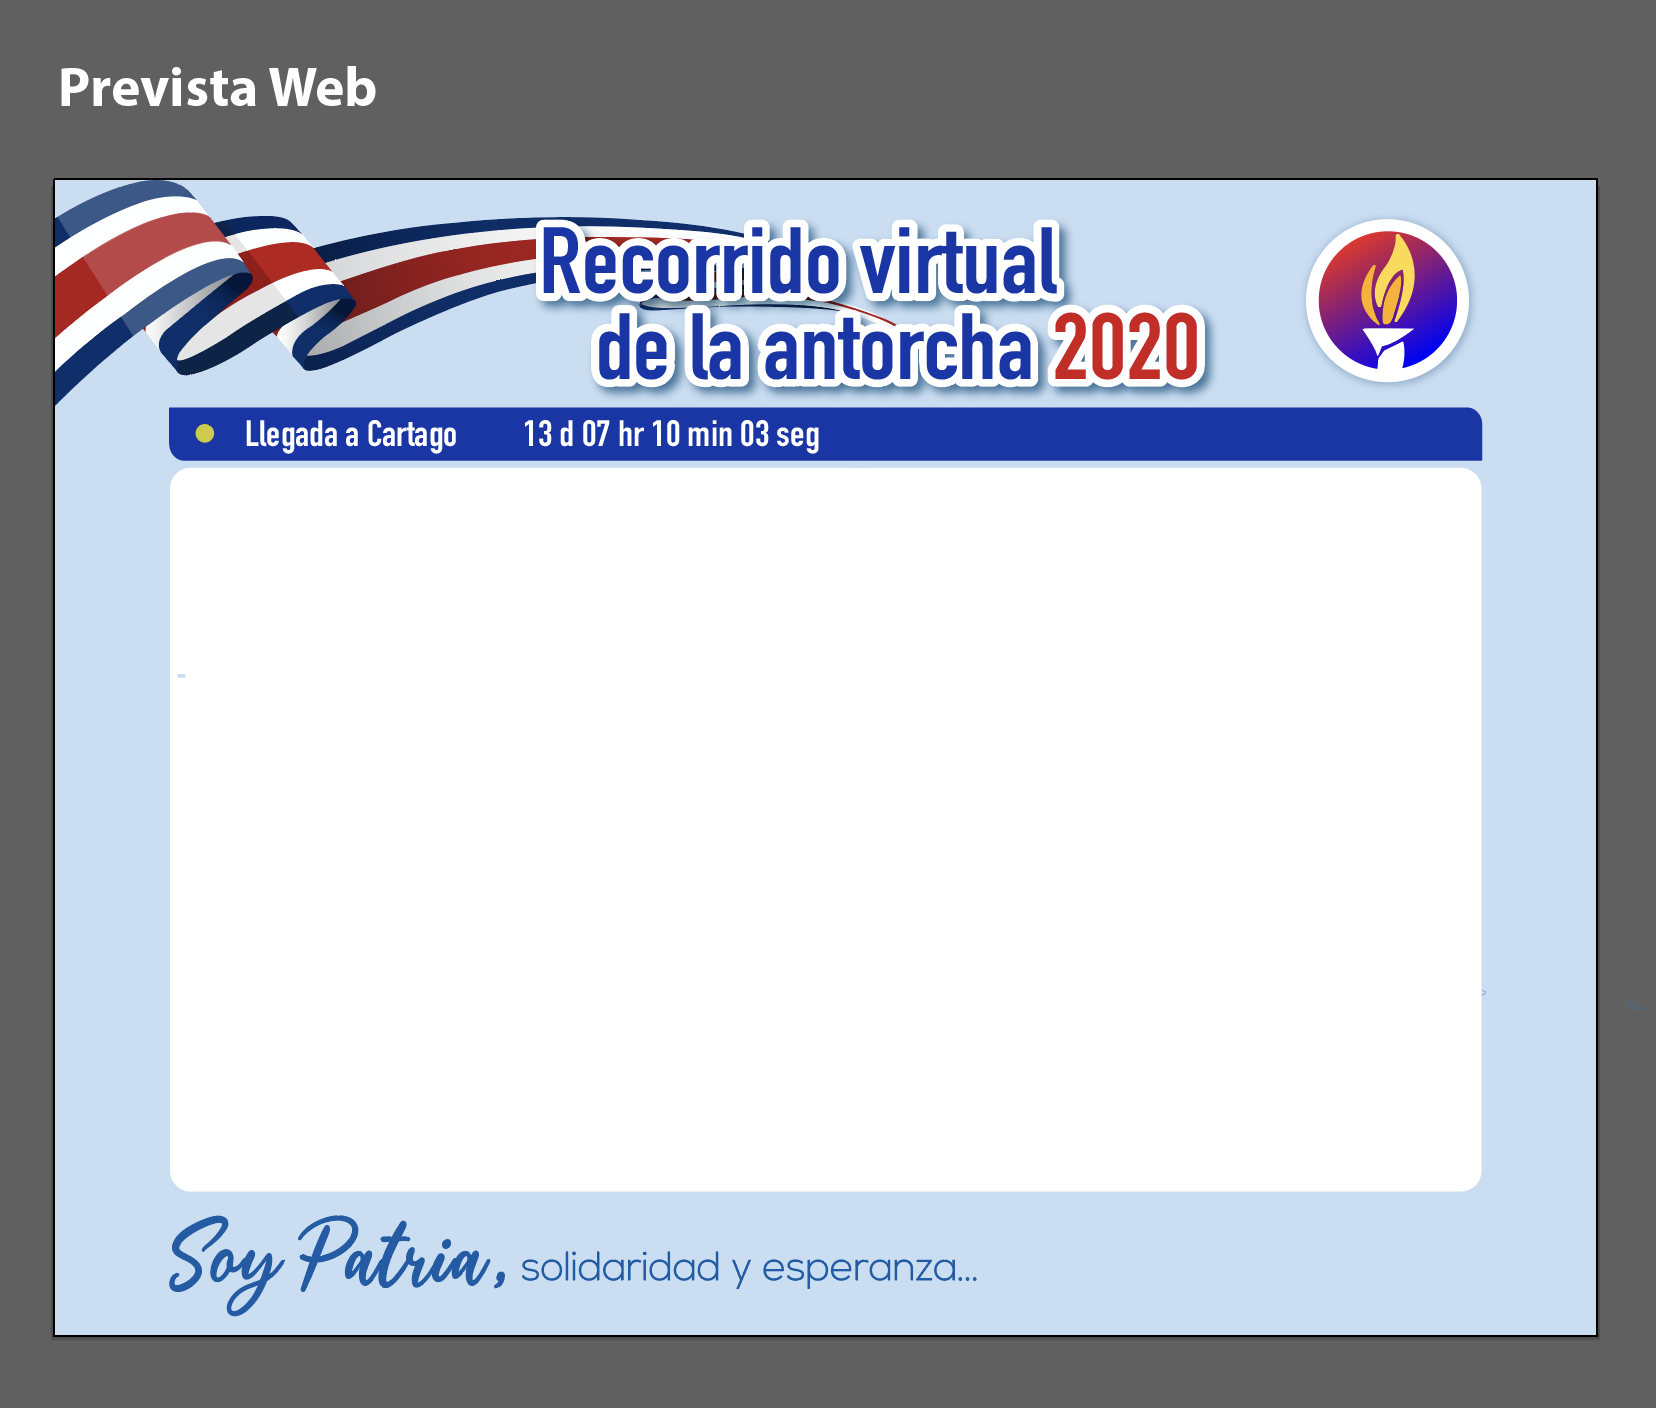 Prevista Web
Recorrido virtual
de la antorcha 2020
Llegada a Cartago 13 d 07 hr 10 min 03 seg
Soy Patria, solidaridad y esperanza...